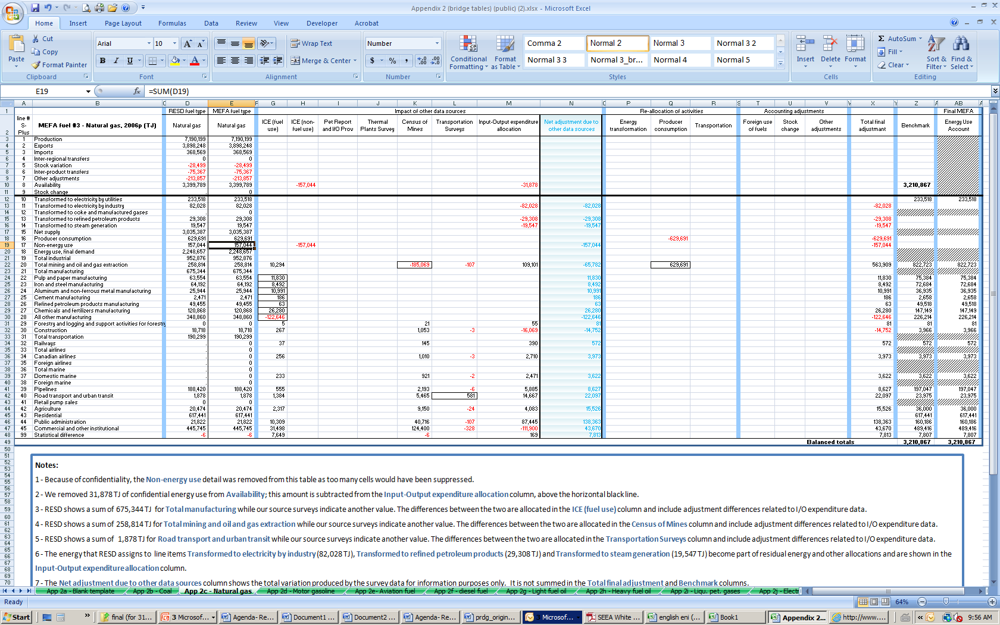 Appendix 2 (bridge tables) (public) (2).xlsx - Microsoft Excel
Home Insert Page Layout Formulas Data Review View Developer Acrobat
Cut Arial 10 Wrap Text Number Comma 2 Normal 2 Normal 3 Normal 3 2 AutoSum
Paste Copy Fill
Format Painter B I U Merge & Center $ % , Conditional Formatting Format as Table Normal 3 3 Normal 3_br... Normal 4 Normal 5 Insert Delete Format Clear Sort & Filter Find & Select
Clipboard Font Alignment Number Styles Cells Editing
E19 fx =SUM(D19)
A B C D E F G H I J K L M N O P Q R S T U V W X Y Z A AB A
1 RESD fuel type MEFA fuel type Impact of other data sources Re-allocation of activities Accounting adjustments Final MEFA
2 line # S-Plus MEFA fuel #3 - Natural gas, 2006p (TJ) Natural gas Natural gas ICE (fuel use) ICE (non-fuel use) Pet Report and I/O Prov Thermal Plants Survey Census of Mines Transportation Surveys Input-Output expenditure allocation Net adjustment due to other data sources Energy transformation Producer consumption Transportation Foreign use of fuels Stock change Other adjustments Total final adjustmant Benchmark Energy Use Account
3 1 Production 7,190,199 7,190,199
4 2 Exports 3,898,248 3,898,248
5 3 Imports 368,569 368,569
6 4 Inter-regional transfers 0 0
7 5 Stock variation -28,499 -28,499
8 6 Inter-product transfers -75,367 -75,367
9 7 Other adjustments -213,857 -213,857
10 8 Availability 3,399,789 3,399,789 -157,044 -31,878 3,210,867
11 9 Stock change . 0
12 10 Transformed to electricity by utilities 233,518 233,518 233,518 233,518
13 11 Transformed to electricity by industry 82,028 82,028 -82,028 -82,028 -82,028
14 12 Transformed to coke and manufactured gases . 0
15 13 Transformed to refined petroleum products 29,308 29,308 -29,308 -29,308 -29,308
16 14 Transformed to steam generation 19,547 19,547 -19,547 -19,547 -19,547
17 15 Net supply 3,035,387 3,035,387
18 16 Producer consumption 629,691 629,691 -629,691 -629,691
19 17 Non-energy use 157,044 157,044 -157,044 -157,044 -157,044
20 18 Energy use, final demand 2,248,657 2,248,657
21 19 Total industrial 952,876 952,876
22 20 Total mining and oil and gas extraction 258,814 258,814 10,294 -185,069 -107 109,101 -65,782 629,691 563,909 822,723 822,723
23 21 Total manufacturing 675,344 675,344
24 22 Pulp and paper manufacturing 63,554 63,554 11,830 11,830 11,830 75,384 75,384
25 23 Iron and steel manufacturing 64,192 64,192 8,492 8,492 8,492 72,684 72,684
26 24 Aluminum and non-ferrous metal manufacturing 25,944 25,944 10,991 10,991 10,991 36,935 36,935
27 25 Cement manufacturing 2,471 2,471 186 186 186 2,658 2,658
28 26 Refined petroleum products manufacturing 49,455 49,455 63 63 63 49,518 49,518
29 27 Chemicals and fertilizers manufacturing 120,868 120,868 26,280 26,280 26,280 147,149 147,149
30 28 All other manufacturing 348,860 348,860 -122,646 -122,646 -122,646 226,214 226,214
31 29 Forestry and logging and support activities for forestry 0 0 5 21 55 81 81 81 81
32 30 Construction 18,718 18,718 267 1,053 -3 -16,069 -14,752 -14,752 3,966 3,966
33 31 Total transportation 190,299 190,299
34 32 Railways . 0 37 145 390 572 572 572 572
35 33 Total airlines . 0
36 34 Canadian airlines . 0 256 1,010 -3 2,710 3,973 3,973 3,973 3,973
37 35 Foreign airlines . 0
38 36 Total marine . 0
39 37 Domestic marine . 0 233 921 -2 2,471 3,622 3,622 3,622 3,622
40 38 Foreign marine . 0
41 39 Pipelines 188,420 188,420 555 2,193 -6 5,885 8,627 8,627 197,047 197,047
42 40 Road transport and urban transit 1,878 1,878 1,384 5,465 581 14,667 22,097 22,097 23,975 23,975
43 41 Retail pump sales 0 0
44 42 Agriculture 20,474 20,474 2,317 9,150 -24 4,083 15,526 15,526 36,000 36,000
45 43 Residential 617,441 617,441 617,441 617,441
46 44 Public administration 21,822 21,822 10,309 40,716 -107 87,445 138,363 138,363 160,186 160,186
47 45 Commercial and other institutional 445,745 445,745 31,498 124,400 -328 -111,900 43,670 43,670 489,416 489,416
48 99 Statistical difference -6 -6 7,649 -6 169 7,813 7,813 7,807 7,807
49 Balanced totals 3,210,867 3,210,867
Notes:
1 - Because of confidentiality, the Non-energy use detail was removed from this table as too many cells would have been suppressed.
2 - We removed 31,878 TJ of confidential energy use from Availability; this amount is subtracted from the Input-Output expenditure allocation column, above the horizontal black line.
3 - RESD shows a sum of 675,344 TJ for Total manufacturing while our source surveys indicate another value. The differences between the two are allocated in the ICE (fuel use) column and include adjustment differences related to I/O expenditure data.
4 - RESD shows a sum of 258,814 TJ for Total mining and oil and gas extraction while our source surveys indicate another value. The differences between the two are allocated in the Census of Mines column and include adjustment differences related to I/O expenditure data.
5 - RESD shows a sum of 1,878 TJ for Road transport and urban transit while our source surveys indicate another value. The differences between the two are allocated in the Transportation Surveys column and include adjustment differences related to I/O expenditure data.
6 - The energy that RESD assigns to line items Transformed to electricity by industry (82,028 TJ), Transformed to refined petroleum products (29,308 TJ) and Transformed to steam generation (19,547 TJ) become part of residual energy and other allocations and are shown in the
Input-Output expenditure allocation column.
7 - The Net adjustment due to other data sources column shows the total variation produced by the survey data for information purposes only. It is not summed in the Total final adjustment and Benchmark columns.
App 2a - Blank template App 2b - Coal App 2c - Natural gas App 2d - Motor gasoline App 2e- Aviation fuel App 2f - diesel fuel App 2g - Light fuel oil App 2h - Heavy fuel oil App 2i - Liqu. pet. gases App 2j - Electr
Ready 64%
Start final (for 31... 3 Microsof... Agenda- Re... Document1 ... Document2 ... Agenda- Re... prdg_origin... 3 Microsof... SEEA White ... english eni (... Book1 Appendix 2... http://www.... 9:56 AM